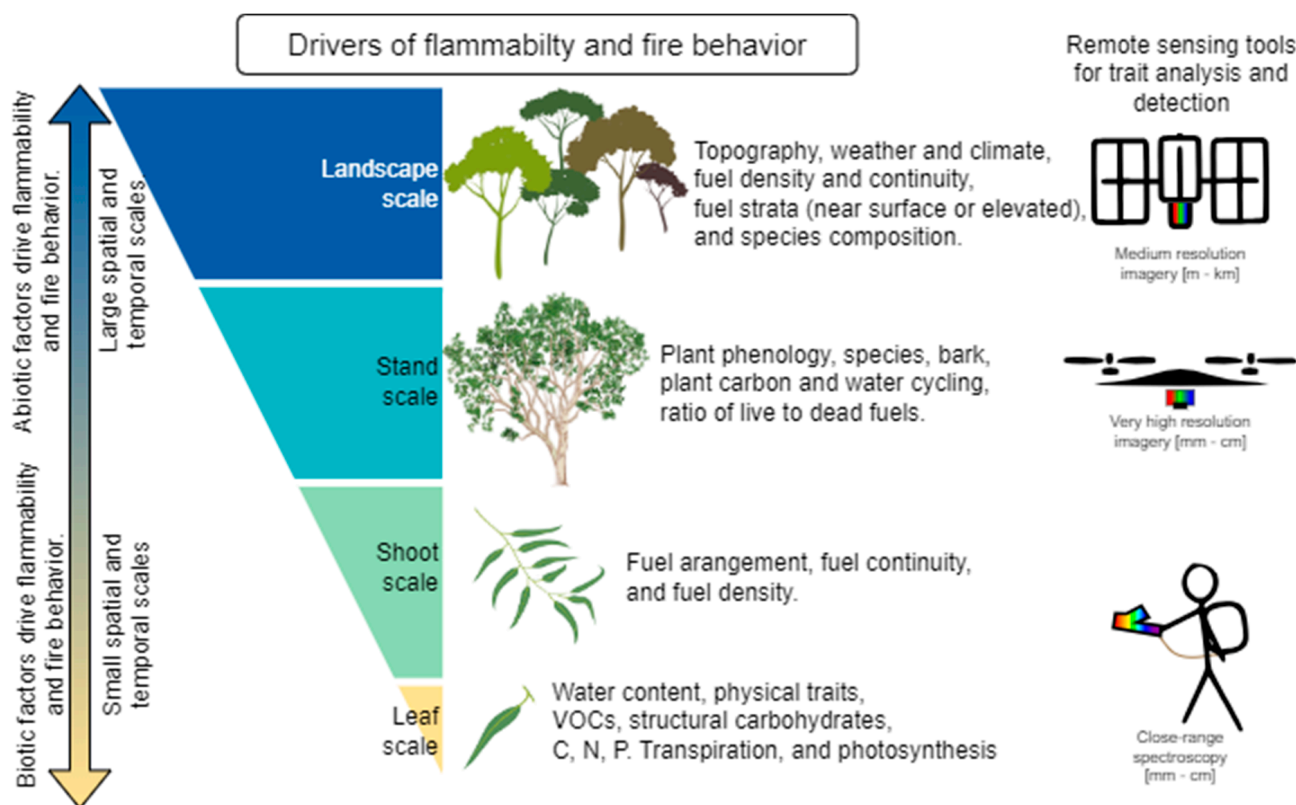 Drivers of flammabilty and fire behavior
Remote sensing tools
for trait analysis and
detection
Abiotic factors drive flammability
and fire behavior.
Large spatial and
temporal scales.
Landscape
scale
Topography, weather and climate,
fuel density and continuity,
fuel strata (near surface or elevated),
and species composition.
Medium resolution
imagery [m - km]
Stand
scale
Plant phenology, species, bark,
plant carbon and water cycling,
ratio of live to dead fuels.
Very high resolution
imagery [mm - cm]
Biotic factors drive flammability
and fire behavior.
Small spatial and
temporal scales
Shoot
scale
Fuel arangement, fuel continuity,
and fuel density.
Leaf
scale
Water content, physical traits,
VOCs, structural carbohydrates,
C, N, P. Transpiration, and photosynthesis
Close-range
spectroscopy
[mm - cm]